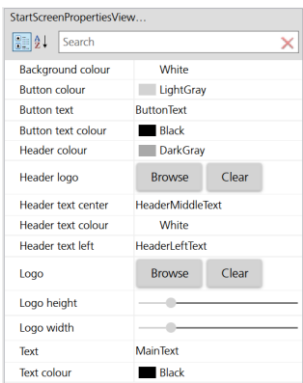 StartScreenPropertiesView...
Search
Background colour White
Button colour LightGray
Button text ButtonText
Button text colour Black
Header colour DarkGray
Header logo Browse Clear
Header text center HeaderMiddleText
Header text colour White
Header text left HeaderLeftText
Logo Browse Clear
Logo height
Logo width
Text MainText
Text colour Black